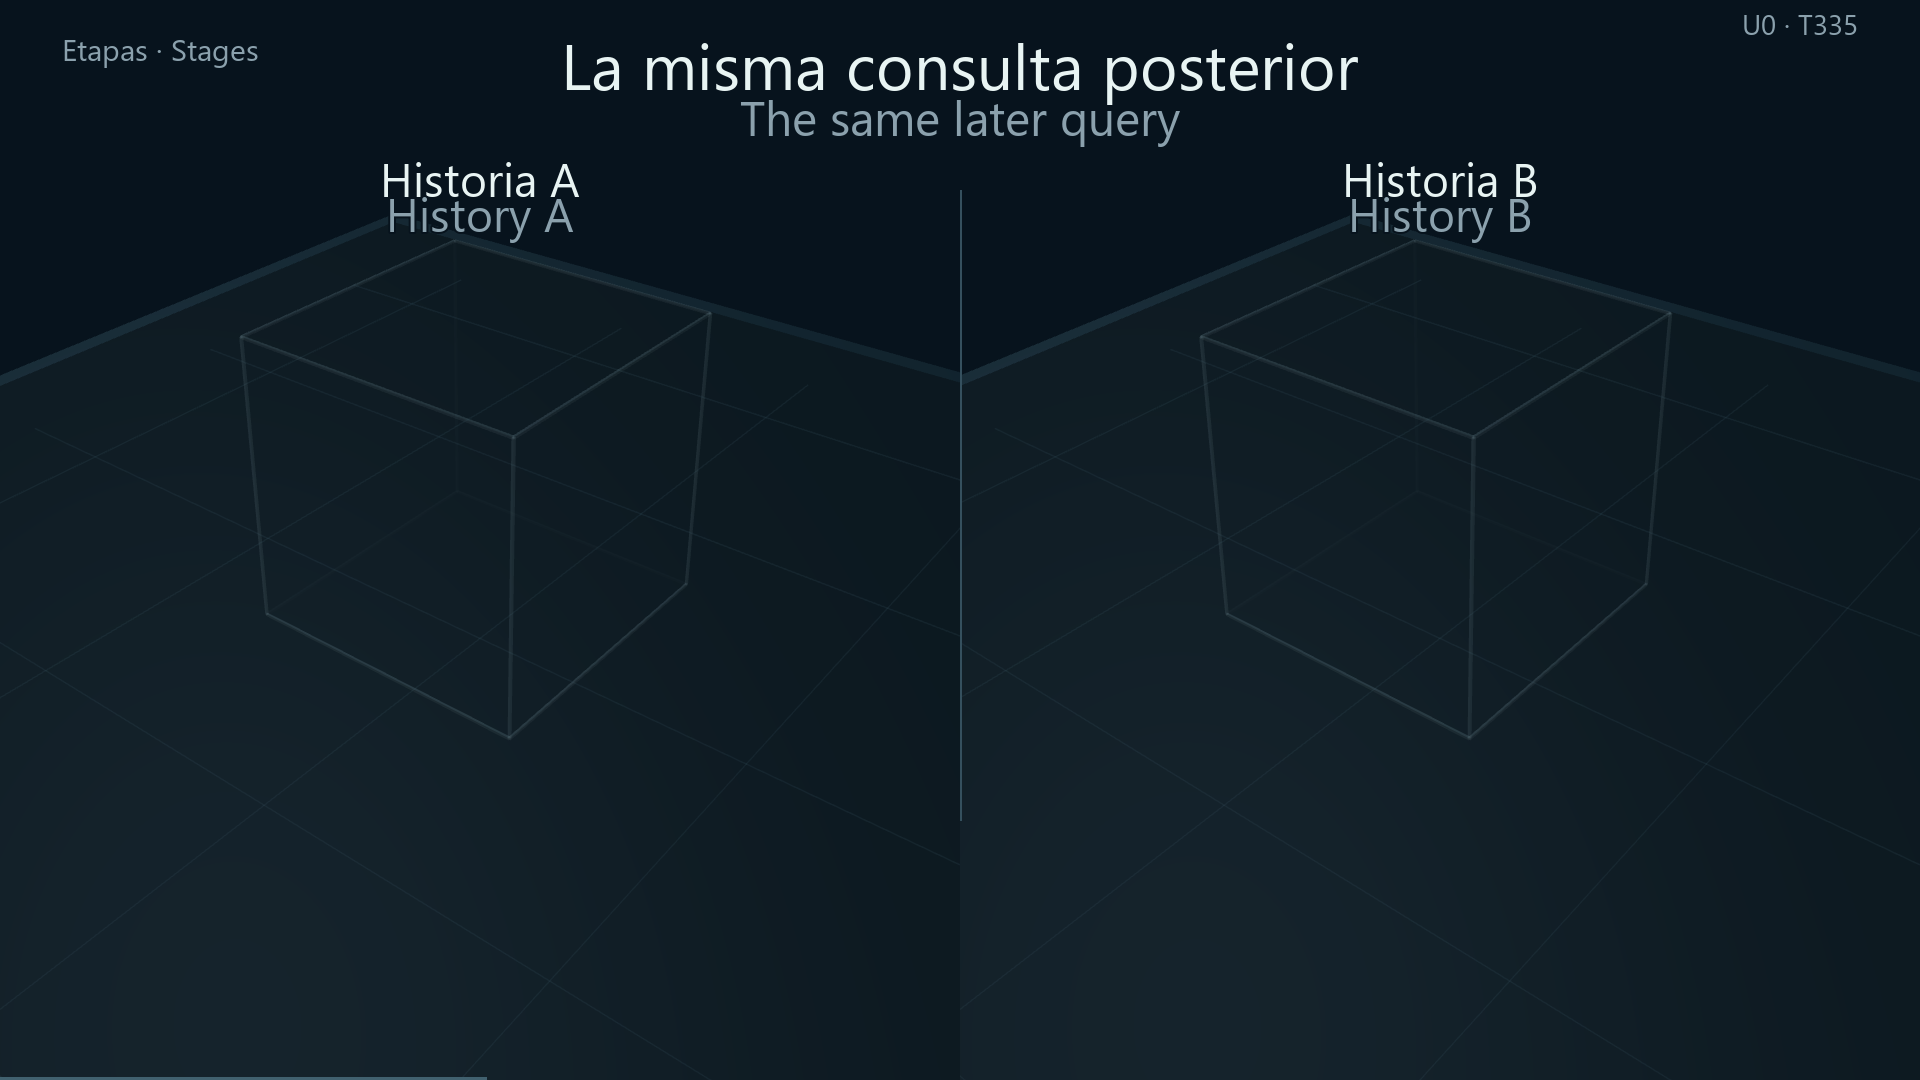 Etapas · Stages
U0 · T335
La misma consulta posterior
The same later query
Historia A
History A
Historia B
History B